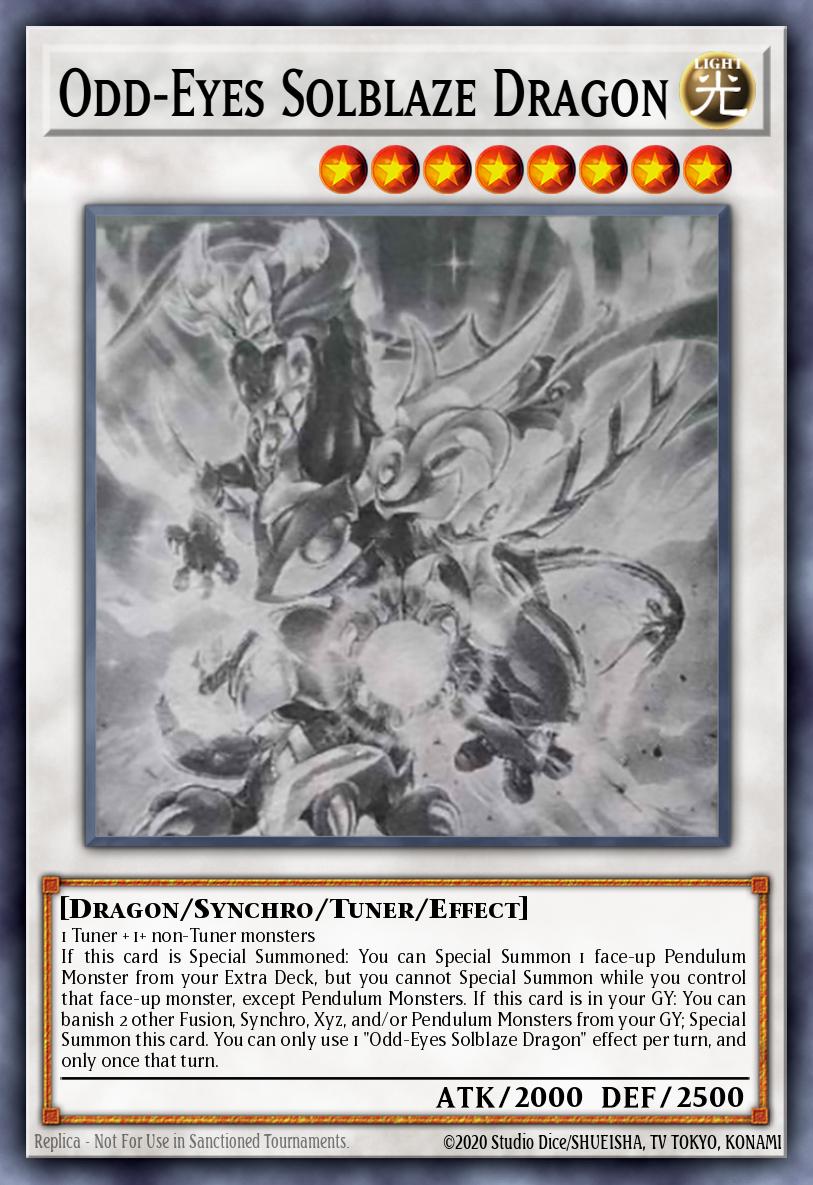 Odd-Eyes Solblaze Dragon
LIGHT
光
[Dragon/Synchro/Tuner/Effect]
1 Tuner + 1+ non-Tuner monsters
If this card is Special Summoned: You can Special Summon 1 face-up Pendulum
Monster from your Extra Deck, but you cannot Special Summon while you control
that face-up monster, except Pendulum Monsters. If this card is in your GY: You can
banish 2 other Fusion, Synchro, Xyz, and/or Pendulum Monsters from your GY; Special
Summon this card. You can only use 1 "Odd-Eyes Solblaze Dragon" effect per turn, and
only once that turn.
ATK/2000 DEF/2500
Replica - Not For Use in Sanctioned Tournaments.
©2020 Studio Dice/SHUEISHA, TV TOKYO, KONAMI